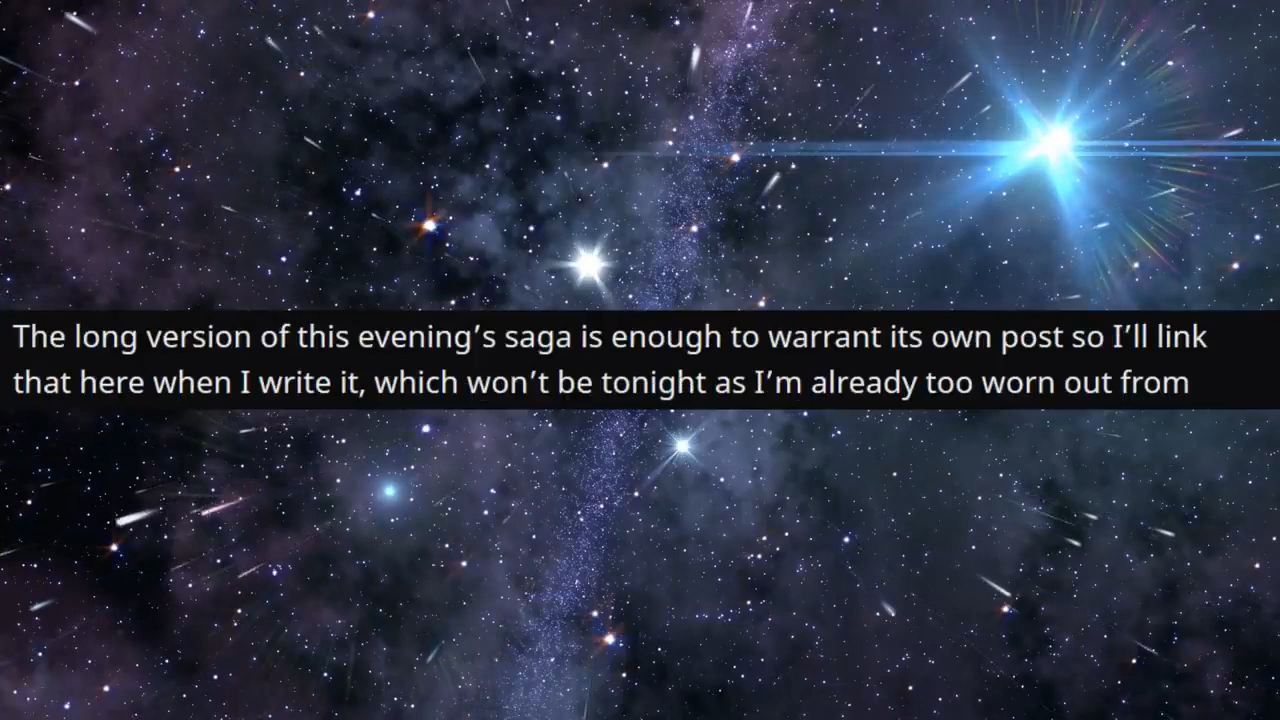 The long version of this evening’s saga is enough to warrant its own post so I’ll link
that here when I write it, which won’t be tonight as I’m already too worn out from